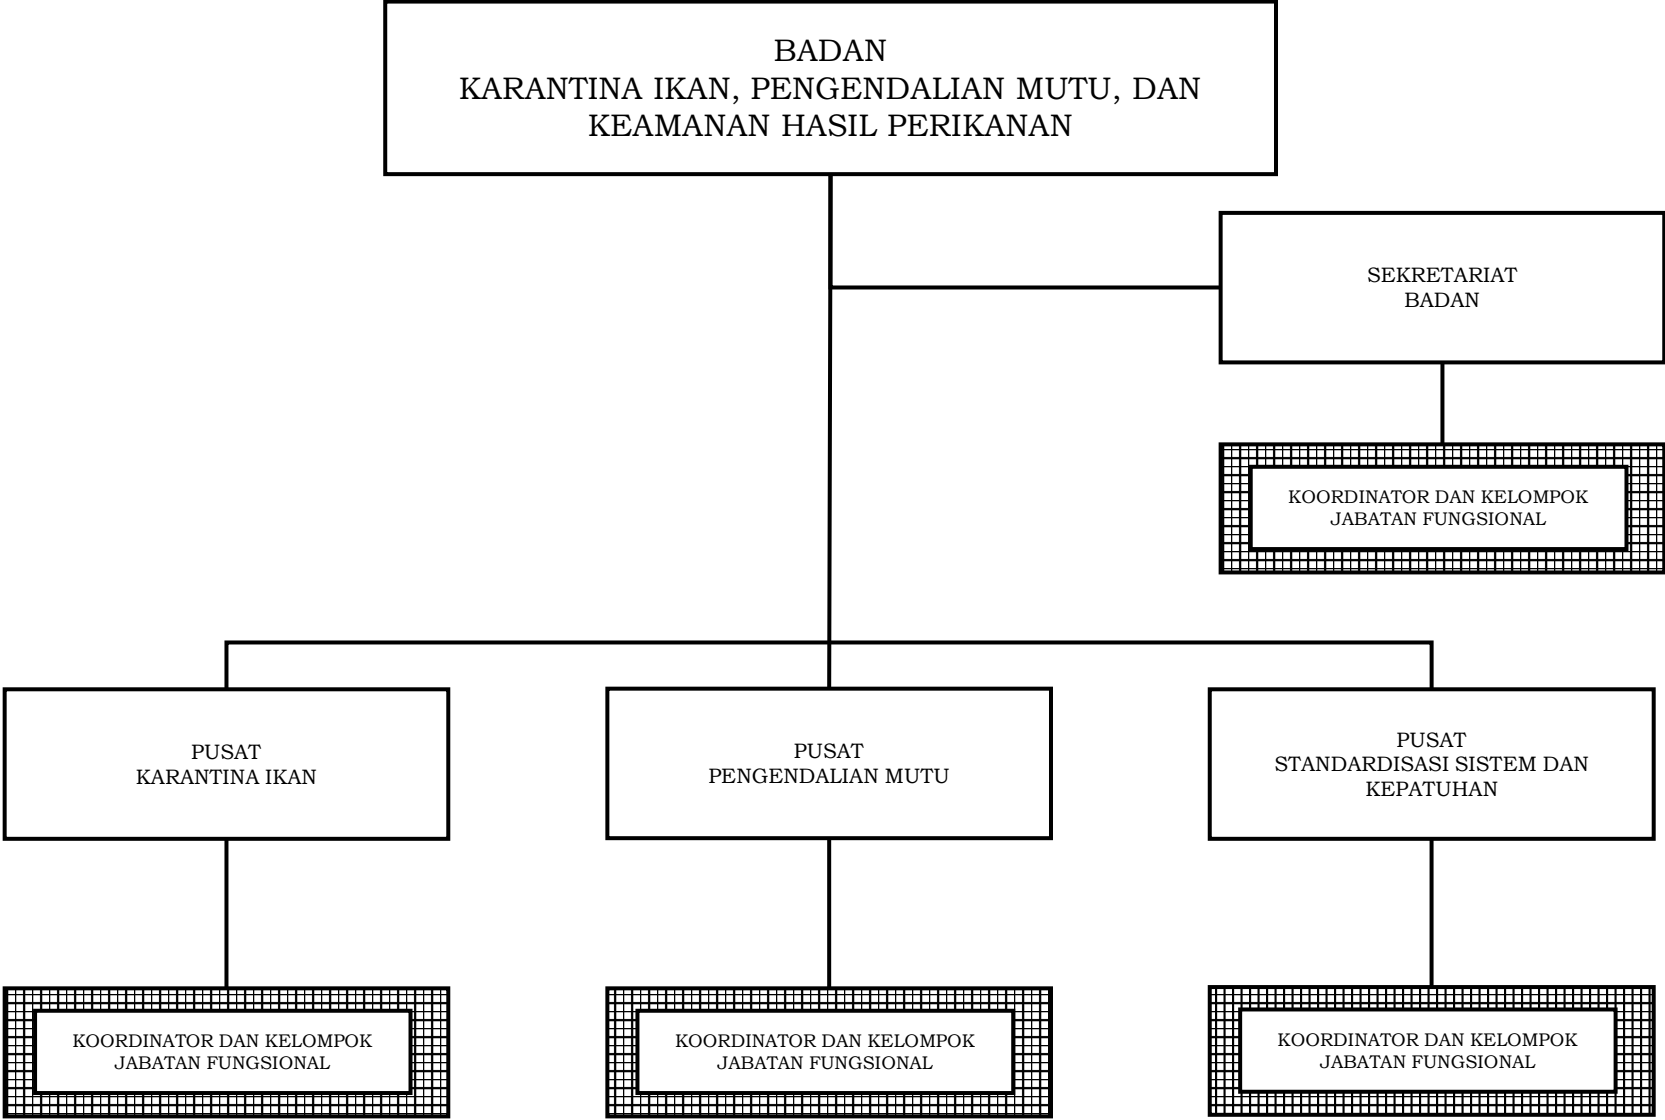 BADAN
KARANTINA IKAN, PENGENDALIAN MUTU, DAN
KEAMANAN HASIL PERIKANAN
SEKRETARIAT
BADAN
KOORDINATOR DAN KELOMPOK
JABATAN FUNGSIONAL
PUSAT
KARANTINA IKAN
PUSAT
PENGENDALIAN MUTU
PUSAT
STANDARDISASI SISTEM DAN
KEPATUHAN
KOORDINATOR DAN KELOMPOK
JABATAN FUNGSIONAL
KOORDINATOR DAN KELOMPOK
JABATAN FUNGSIONAL
KOORDINATOR DAN KELOMPOK
JABATAN FUNGSIONAL